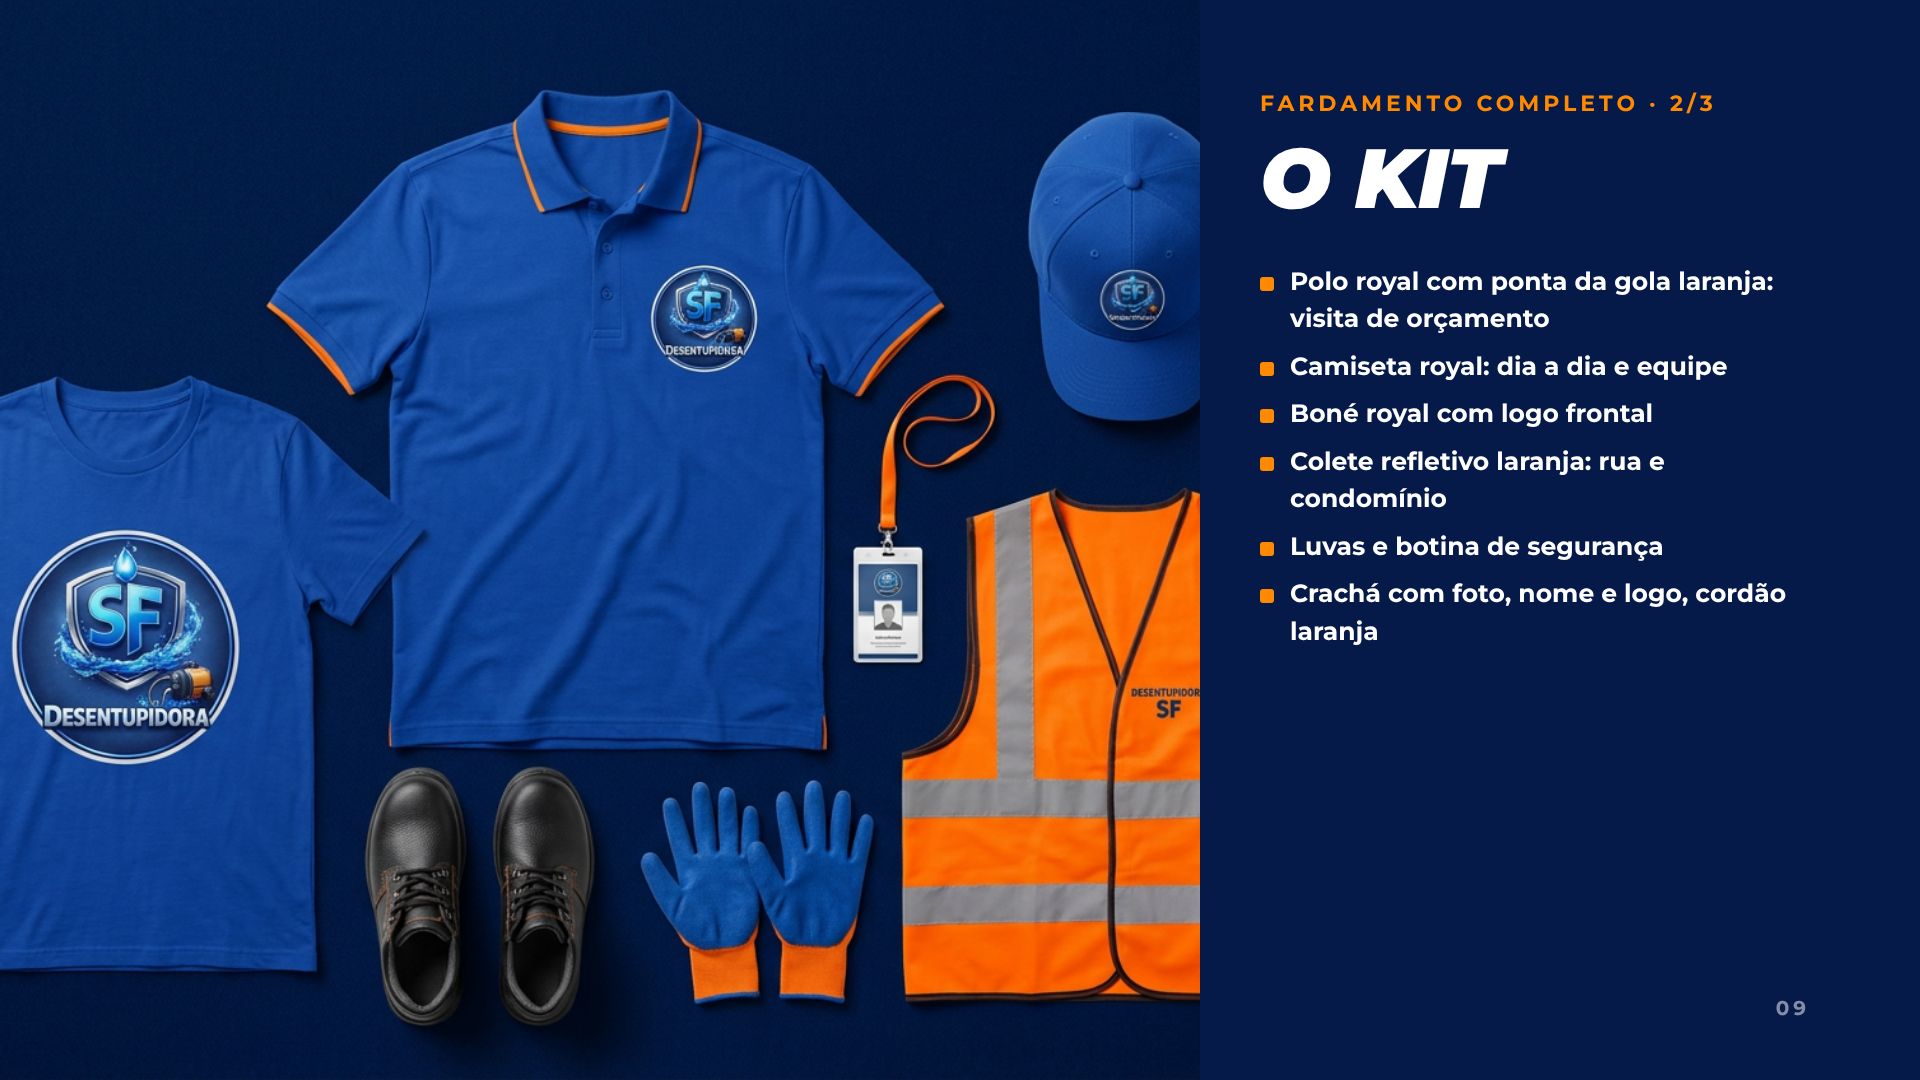 FARDAMENTO COMPLETO · 2/3
O KIT
Polo royal com ponta da gola laranja:
visita de orçamento
Camiseta royal: dia a dia e equipe
Boné royal com logo frontal
Colete refletivo laranja: rua e
condomínio
Luvas e botina de segurança
Crachá com foto, nome e logo, cordão
laranja
SF
SF
SF
DESENTUPIDORA
DESENTUPIDOR
SF
09